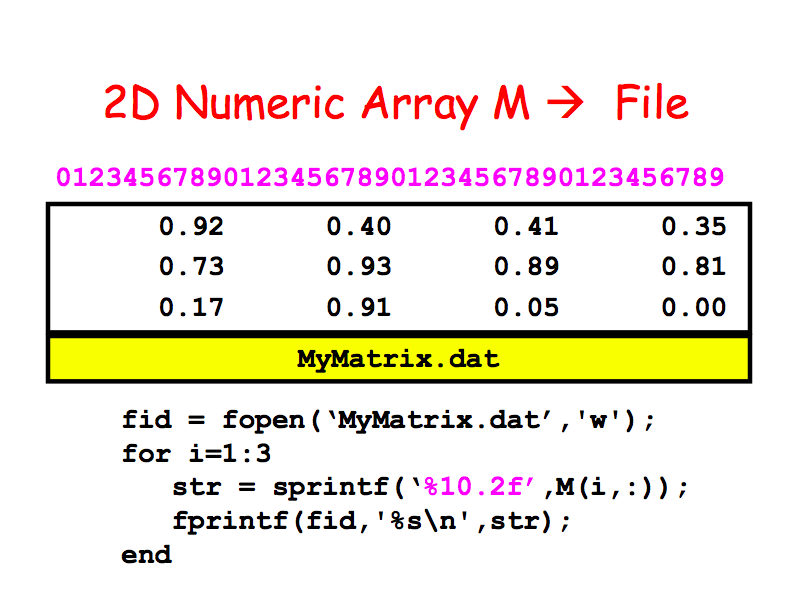 2D Numeric Array M → File
0123456789012345678901234567890123456789
0.92 0.40 0.41 0.35
0.73 0.93 0.89 0.81
0.17 0.91 0.05 0.00
MyMatrix.dat
fid = fopen(‘MyMatrix.dat’,'w');
for i=1:3
str = sprintf(‘%10.2f’,M(i,:));
fprintf(fid,'%s\n',str);
end